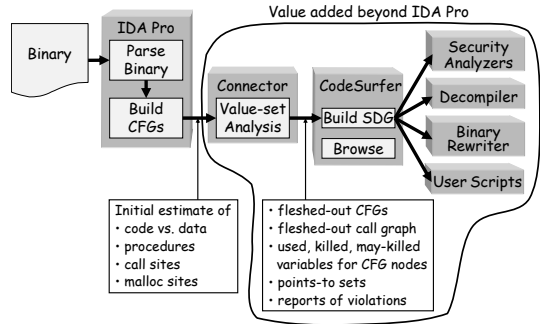 Value added beyond IDA Pro
Binary
IDA Pro
Parse
Binary
Build
CFGs
Connector
Value-set
Analysis
CodeSurfer
Build SDG
Browse
Security
Analyzers
Decompiler
Binary
Rewriter
User Scripts
Initial estimate of
• code vs. data
• procedures
• call sites
• malloc sites
• fleshed-out CFGs
• fleshed-out call graph
• used, killed, may-killed
variables for CFG nodes
• points-to sets
• reports of violations